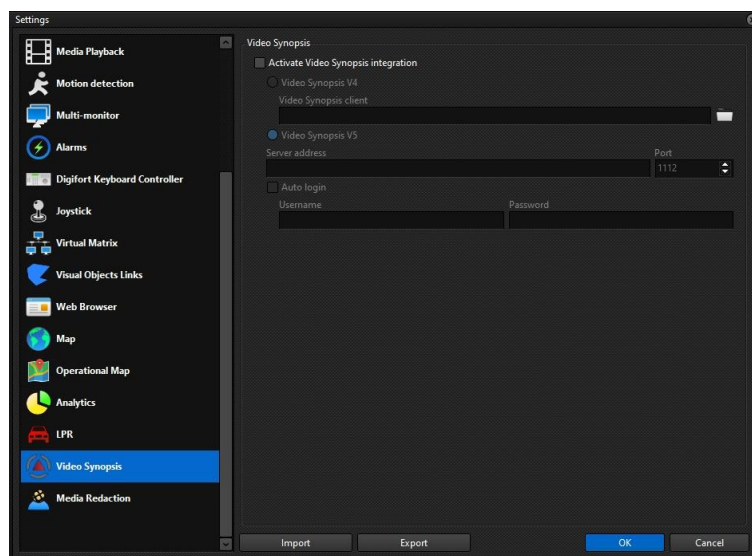 Settings
Media Playback
Motion detection
Multi-monitor
Alarms
Digifort Keyboard Controller
Joystick
Virtual Matrix
Visual Objects Links
Web Browser
Map
Operational Map
Analytics
LPR
Video Synopsis
Media Redaction
Video Synopsis
Activate Video Synopsis integration
Video Synopsis V4
Video Synopsis client
Video Synopsis V5
Server address Port
1112
Auto login
Username Password
Import Export OK Cancel